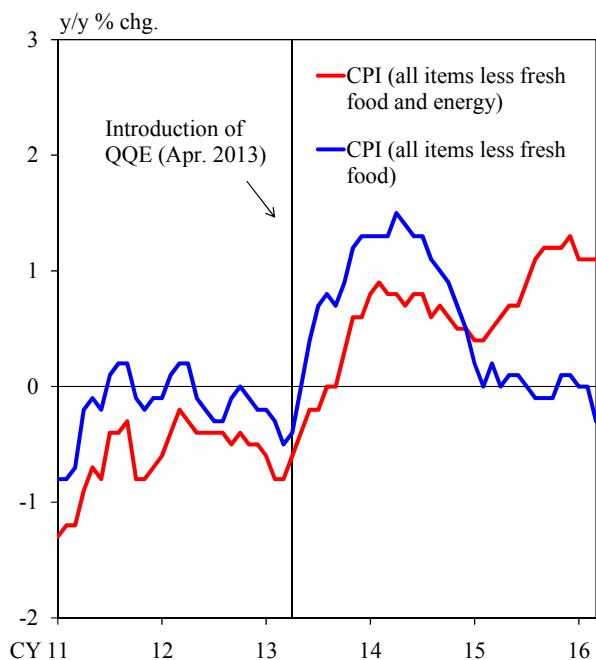 y/y % chg.
3
CPI (all items less fresh
food and energy)
Introduction of
QQE (Apr. 2013)
CPI (all items less fresh
food)
2
1
0
-1
-2
CY 11 12 13 14 15 16